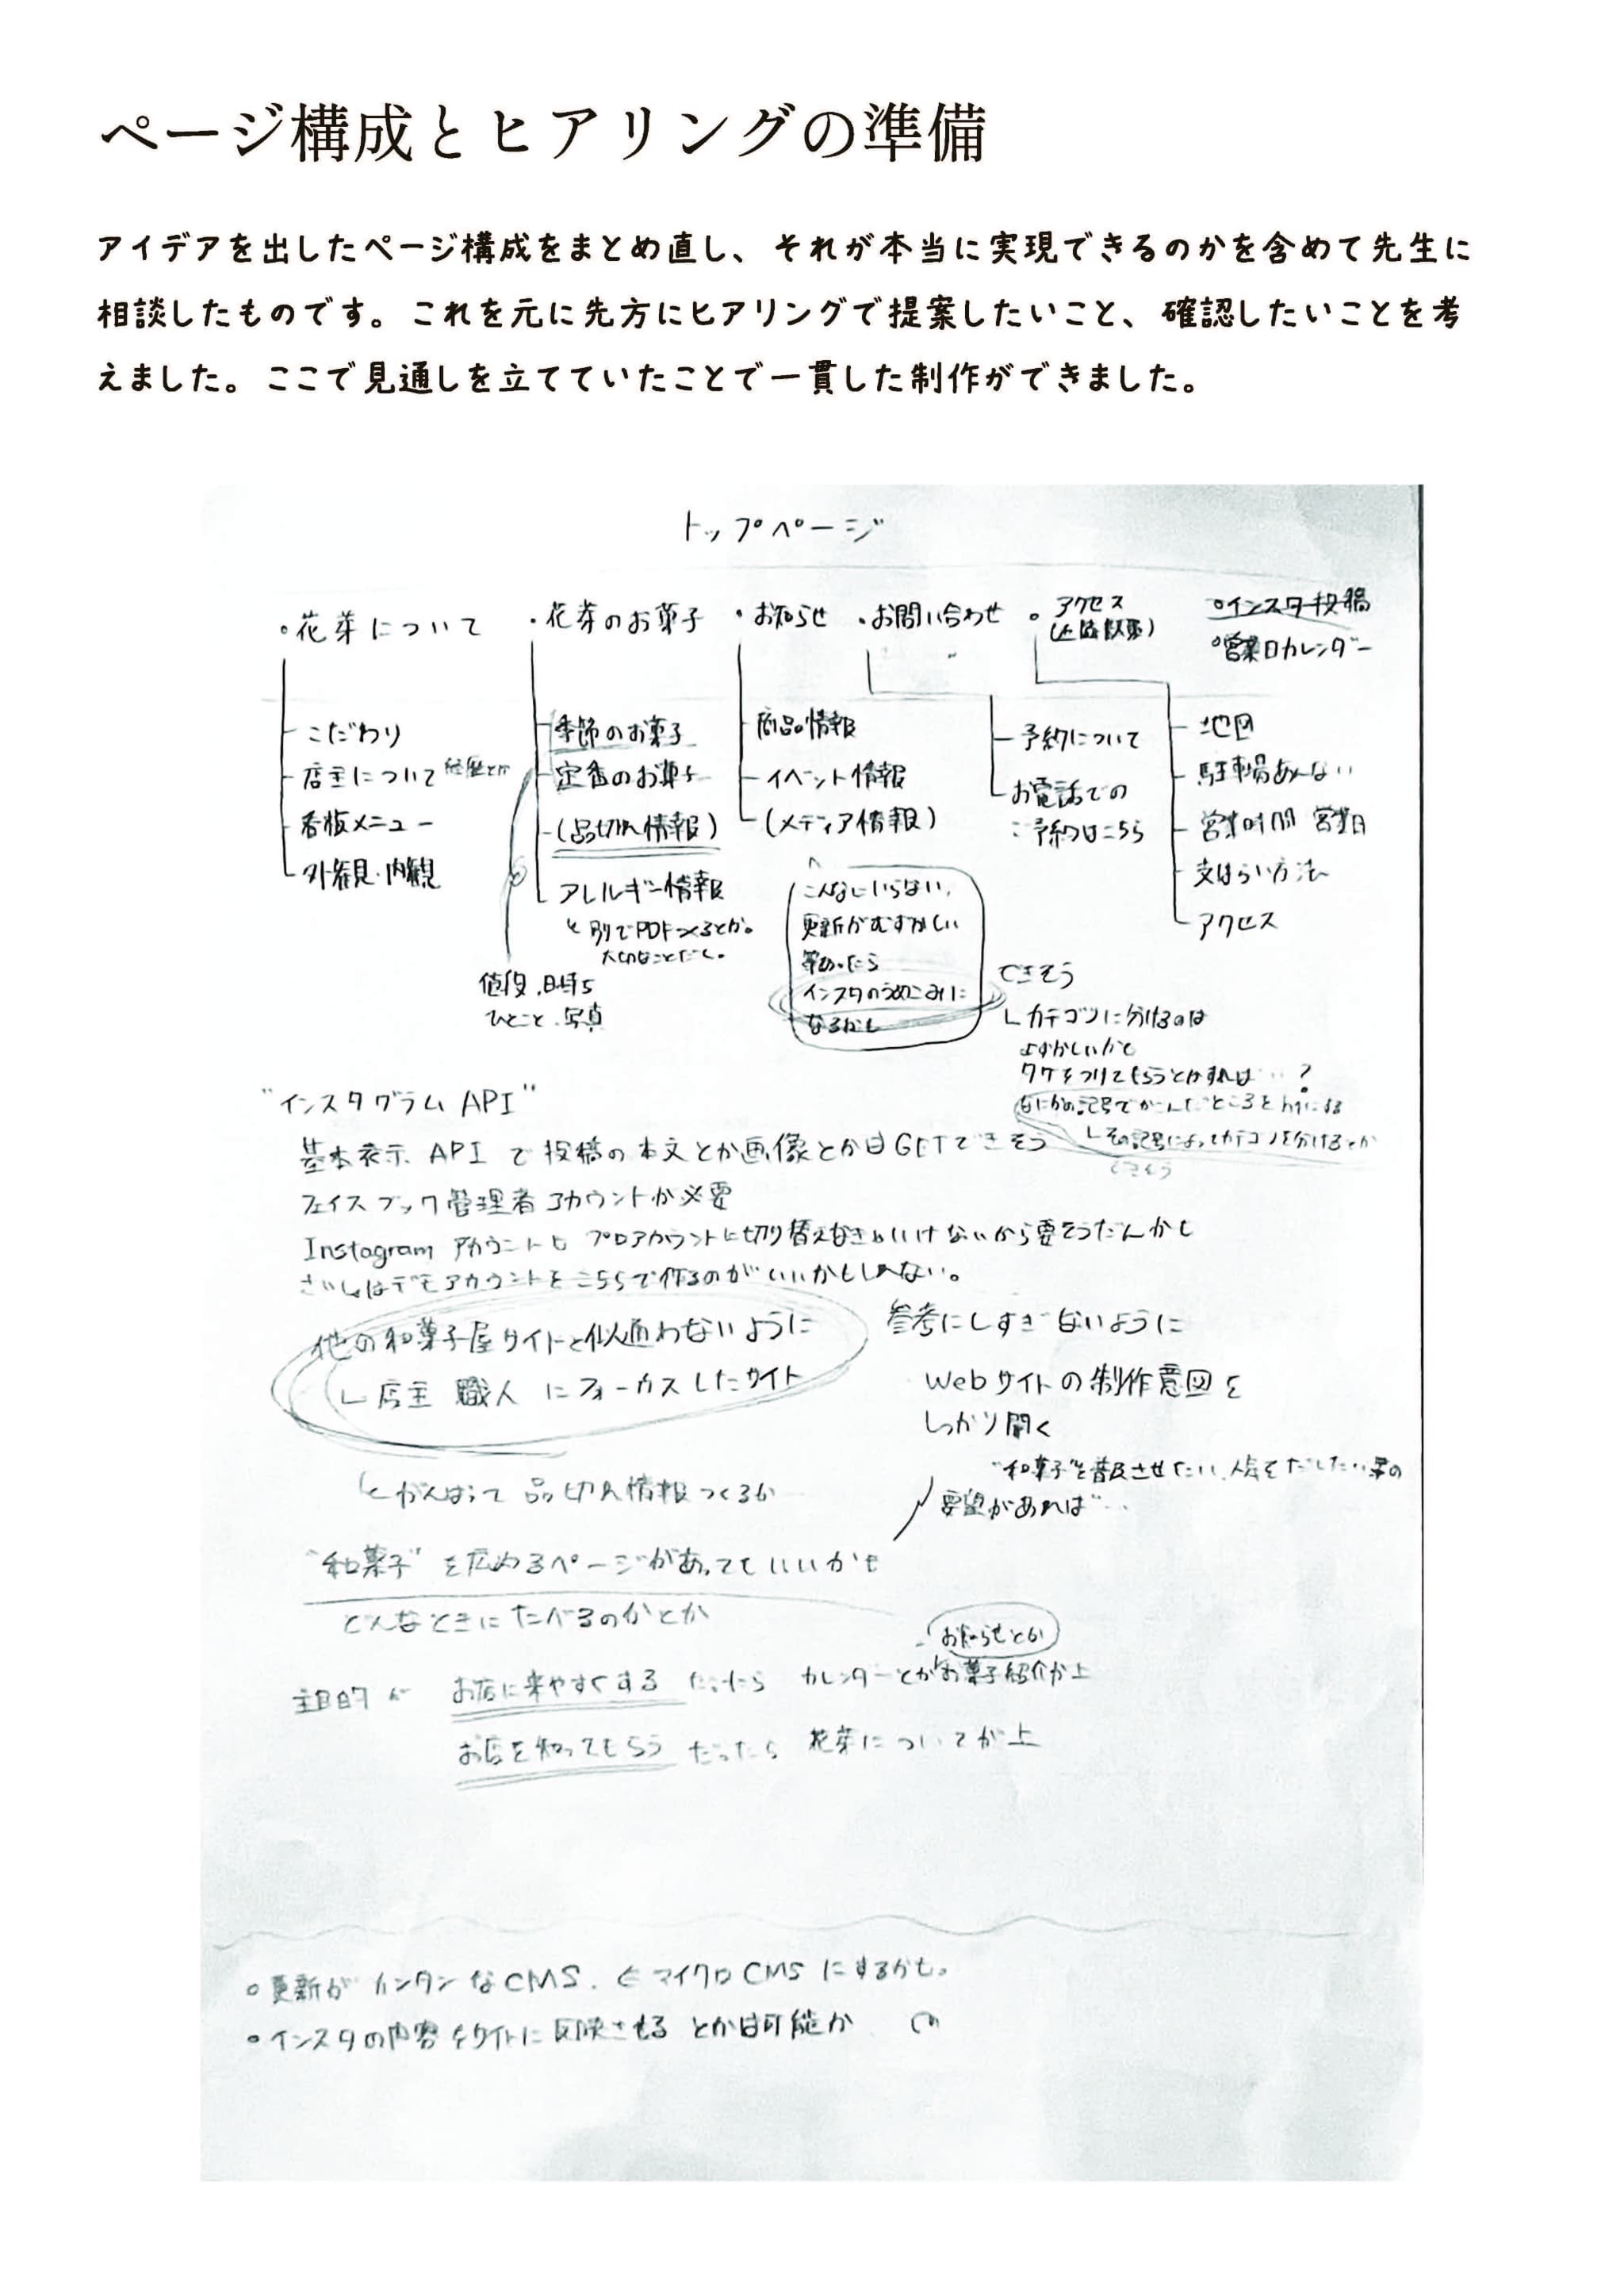 ページ構成とヒアリングの準備
アイデアを出したページ構成をまとめ直し、それが本当に実現できるのかを含めて先生に
相談したものです。これを元に先方にヒアリングで提案したいこと、確認したいことを考
えました。ここで見通しを立てていたことで一貫した制作ができました。
トップページ
・花芽について
こだわり
店主について 経歴とか
看板メニュー
外観・内観
・花芽のお菓子
季節のお菓子
定番のお菓子
(品切れ情報)
アレルギー情報
別でPDFつくるとか。
大切なことだし。
値段、日持ち
ひとこと、写真
・お知らせ
商品情報
イベント情報
(メディア情報)
こんなにいらない、
更新がむずかしい
等あったら
インスタのうめこみに
なるかも
・お問い合わせ
予約について
お電話での
ご予約はこちら
・アクセス
地図
駐車場あるない
営業時間 営業日
支はらい方法
アクセス
○インスタ投稿
○営業日カレンダー
できそう
カテゴリに分けるのは
むずかしいかも
タグをつけてもらうとかすれば…?
なにかの記号でかこんだところをtitleにする
その記号によってカテゴリを分けるとか
できそう
"インスタグラム API"
基本表示 API で投稿の本文とか画像とかはGETできそう
フェイスブック管理者アカウントが必要
Instagram アカウントも プロアカウントに切り替えなきゃいけないから要そうだんかも
さいしょはデモアカウントをこちらで作るのがいいかもしれない。
他の和菓子屋サイトと似通わないように
店主 職人 にフォーカスしたサイト
がんばって 品切れ情報つくるか
参考にしすぎないように
Webサイトの制作意図を
しっかり聞く
"和菓子"を普及させたい、人気をだしたい等の
要望があれば…
"和菓子" を広めるページがあってもいいかも
どんなときにたべるのかとか
主目的が お店に来やすくする だったら カレンダーとかお菓子紹介が上
お知らせとか
お店を知ってもらう だったら 花芽についてが上
○更新がカンタンなCMS. ← マイクロCMS にするかも。
○インスタの内容をサイトに反映させる とかは可能か